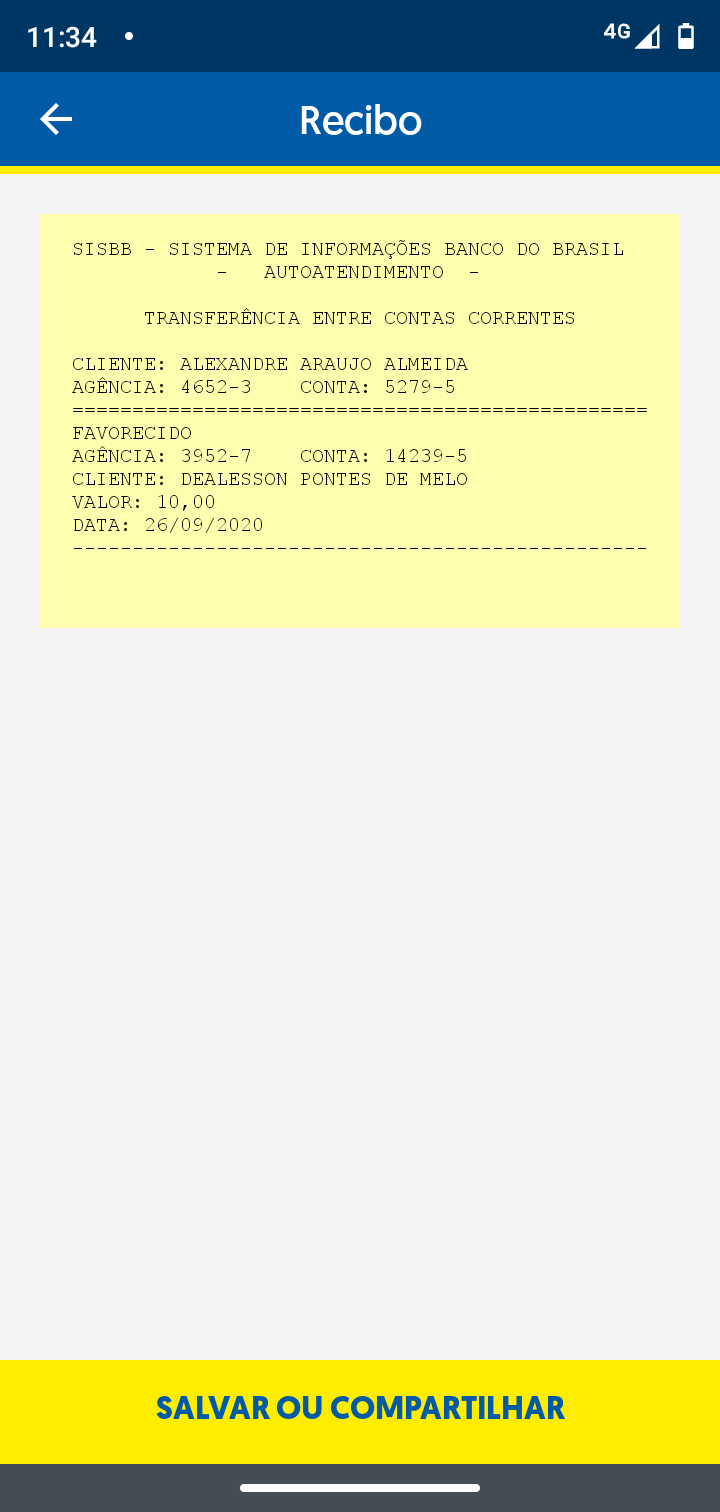 11:34
4G
Recibo
SISBB - SISTEMA DE INFORMAÇÕES BANCO DO BRASIL
- AUTOATENDIMENTO -
TRANSFERÊNCIA ENTRE CONTAS CORRENTES
CLIENTE: ALEXANDRE ARAUJO ALMEIDA
AGÊNCIA: 4652-3 CONTA: 5279-5
================================================
FAVORECIDO
AGÊNCIA: 3952-7 CONTA: 14239-5
CLIENTE: DEALESSON PONTES DE MELO
VALOR: 10,00
DATA: 26/09/2020
------------------------------------------------
SALVAR OU COMPARTILHAR